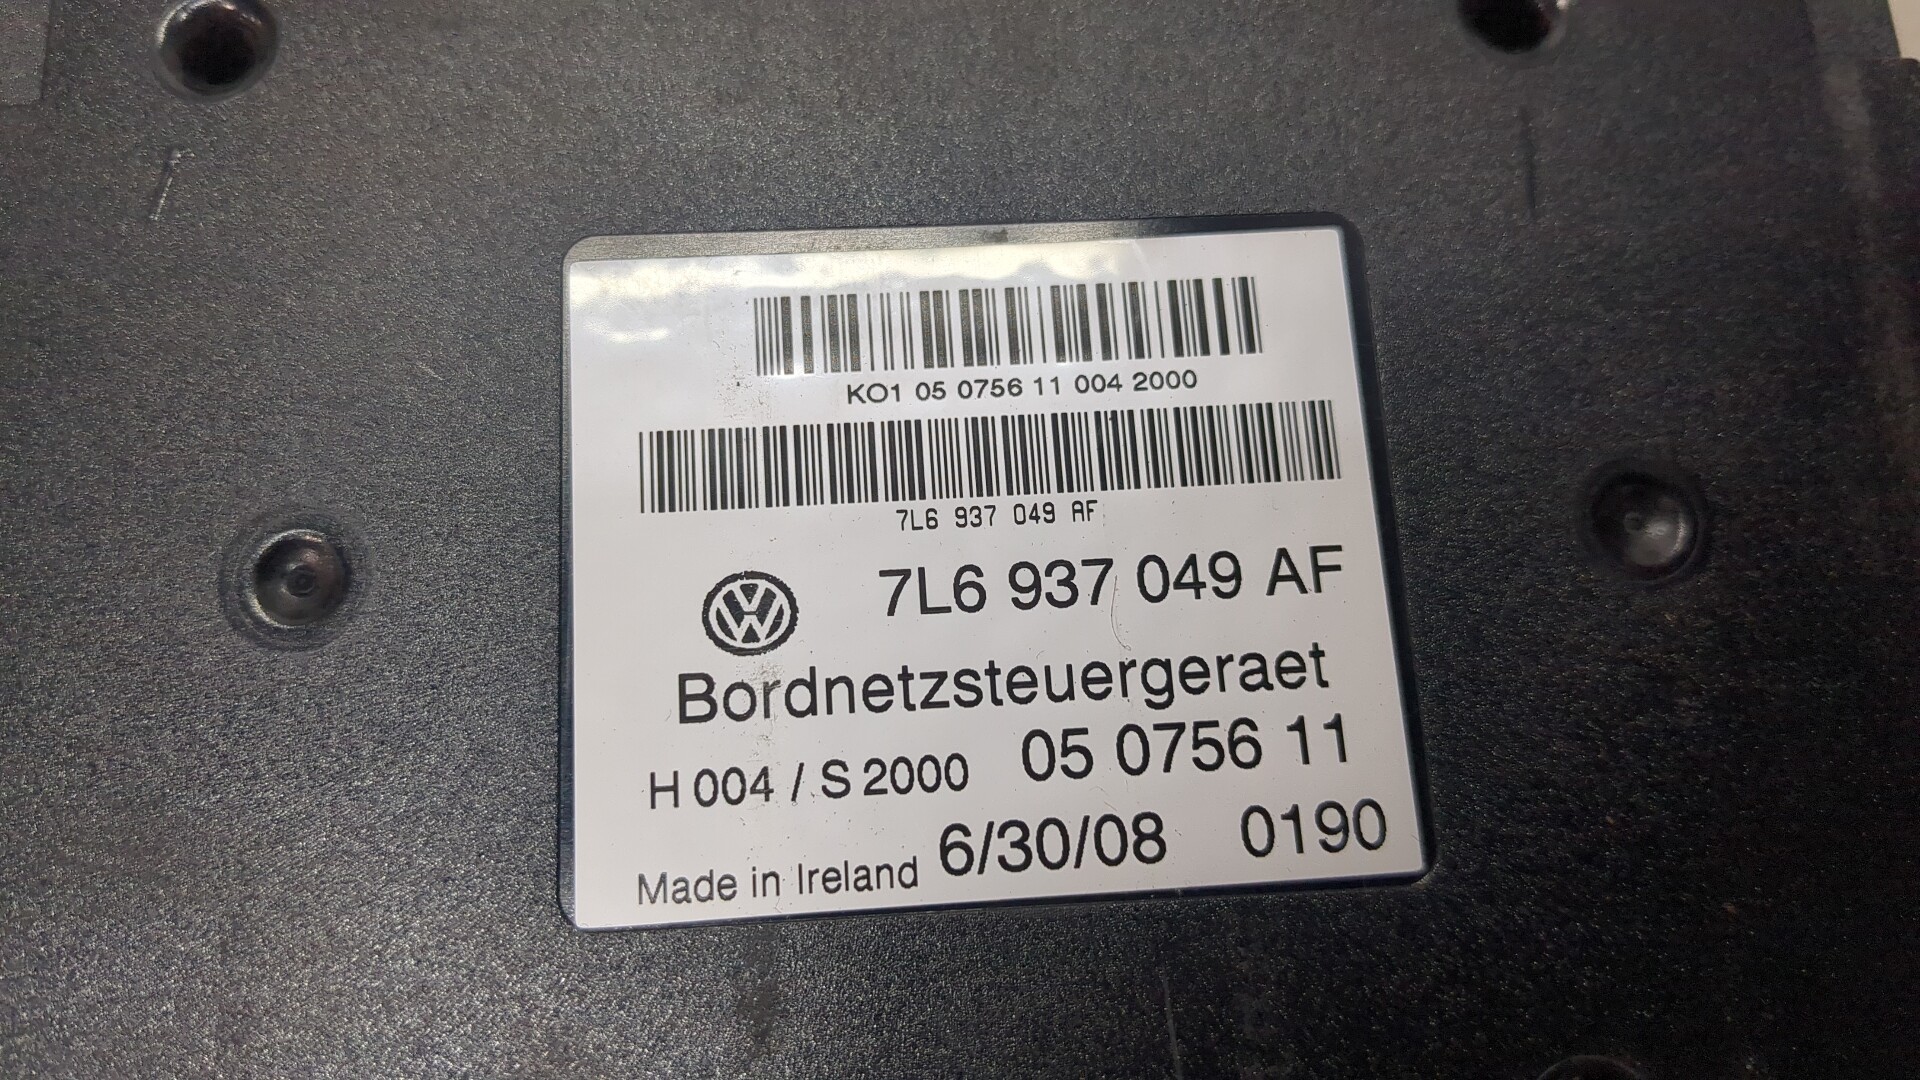 KO1 05 0756 11 004 2000
7L6 937 049 AF
7L6 937 049 AF
Bordnetzsteuergeraet
H 004 / S 2000 05 0756 11
Made in Ireland 6/30/08 0190